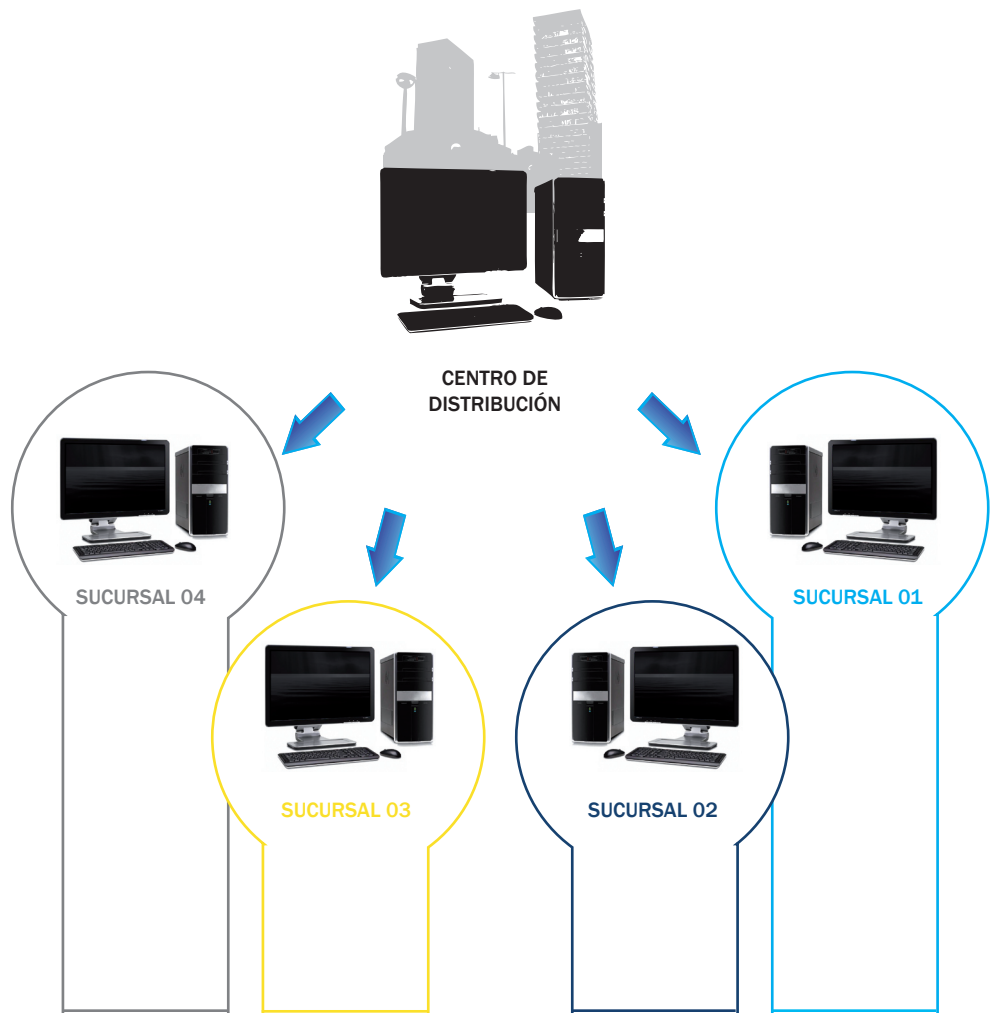 CENTRO DE
DISTRIBUCIÓN
SUCURSAL 04
SUCURSAL 01
SUCURSAL 03
SUCURSAL 02